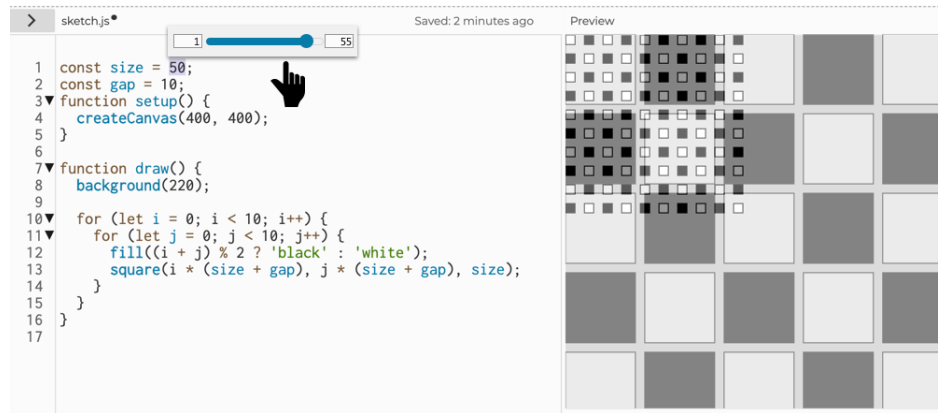 sketch.js
Saved: 2 minutes ago
Preview
1
55
1 const size = 50;
2 const gap = 10;
3 function setup() {
4 createCanvas(400, 400);
5 }
6
7 function draw() {
8 background(220);
9
10 for (let i = 0; i < 10; i++) {
11 for (let j = 0; j < 10; j++) {
12 fill((i + j) % 2 ? 'black' : 'white');
13 square(i * (size + gap), j * (size + gap), size);
14 }
15 }
16 }
17